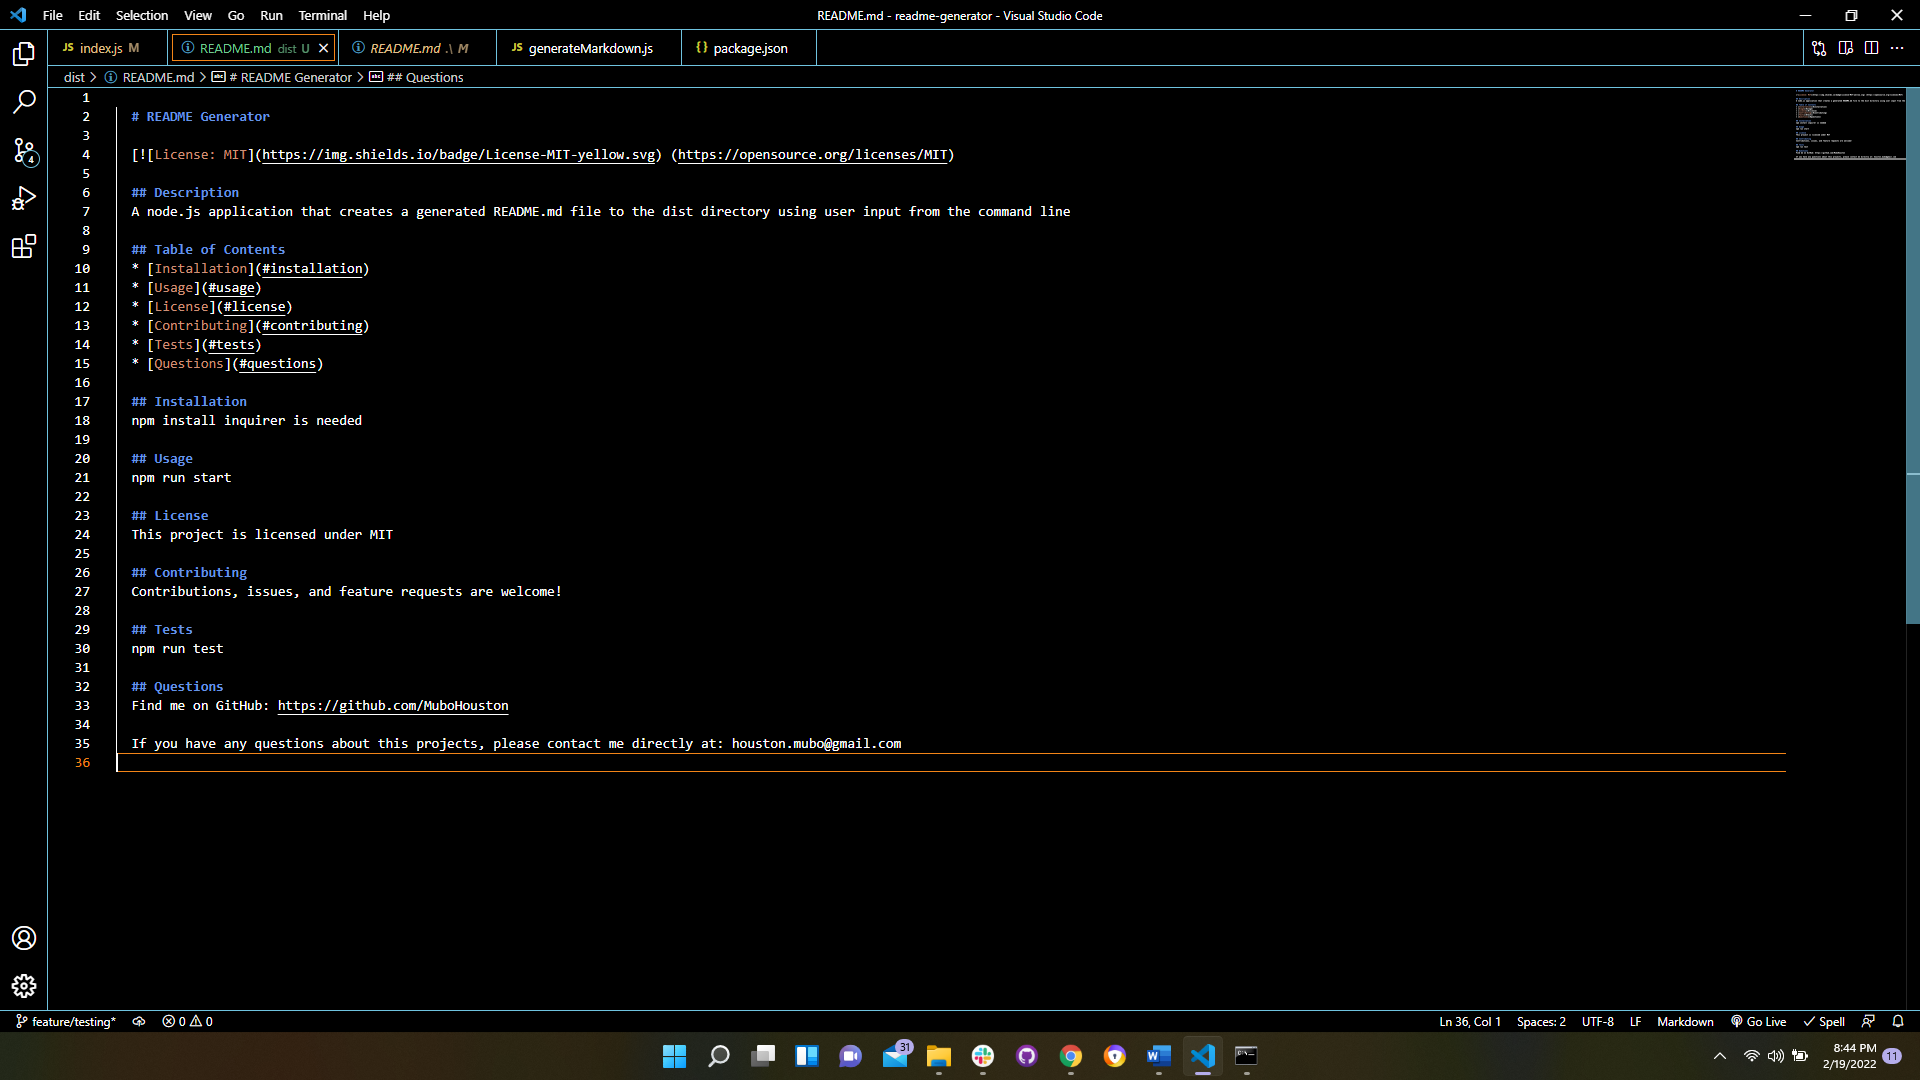 File Edit Selection View Go Run Terminal Help README.md - readme-generator - Visual Studio Code
JS index.js M README.md dist U README.md .\ M JS generateMarkdown.js {} package.json
dist > README.md > # README Generator > ## Questions
1
2 # README Generator
3
4 [![License: MIT](https://img.shields.io/badge/License-MIT-yellow.svg) (https://opensource.org/licenses/MIT)
5
6 ## Description
7 A node.js application that creates a generated README.md file to the dist directory using user input from the command line
8
9 ## Table of Contents
10 * [Installation](#installation)
11 * [Usage](#usage)
12 * [License](#license)
13 * [Contributing](#contributing)
14 * [Tests](#tests)
15 * [Questions](#questions)
16
17 ## Installation
18 npm install inquirer is needed
19
20 ## Usage
21 npm run start
22
23 ## License
24 This project is licensed under MIT
25
26 ## Contributing
27 Contributions, issues, and feature requests are welcome!
28
29 ## Tests
30 npm run test
31
32 ## Questions
33 Find me on GitHub: https://github.com/MuboHouston
34
35 If you have any questions about this projects, please contact me directly at: houston.mubo@gmail.com
36
4
feature/testing* 0 0 Ln 36, Col 1 Spaces: 2 UTF-8 LF Markdown Go Live Spell
31
8:44 PM
2/19/2022
11